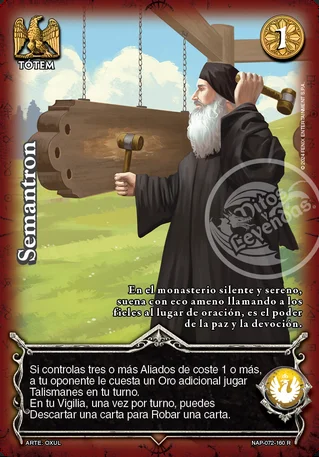 1
TÓTEM
© 2024 FENIX ENTERTAINMENT S.P.A.
Semantron
Mitos y Leyendas.
En el monasterio silente y sereno,
suena con eco ameno llamando a los
fieles al lugar de oración, es el poder
de la paz y la devoción.
Si controlas tres o más Aliados de coste 1 o más,
a tu oponente le cuesta un Oro adicional jugar
Talismanes en tu turno.
En tu Vigilia, una vez por turno, puedes
Descartar una carta para Robar una carta.
ARTE: OXUL
NAP-072-160 R